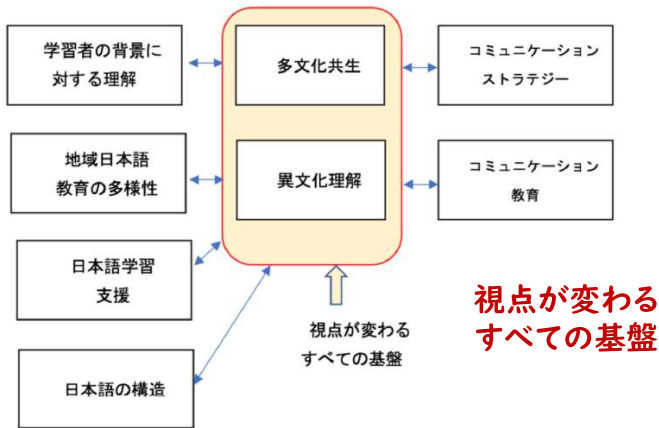 学習者の背景に
対する理解
多文化共生
コミュニケーション
ストラテジー
地域日本語
教育の多様性
異文化理解
コミュニケーション
教育
日本語学習
支援
視点が変わる
すべての基盤
視点が変わる
すべての基盤
日本語の構造